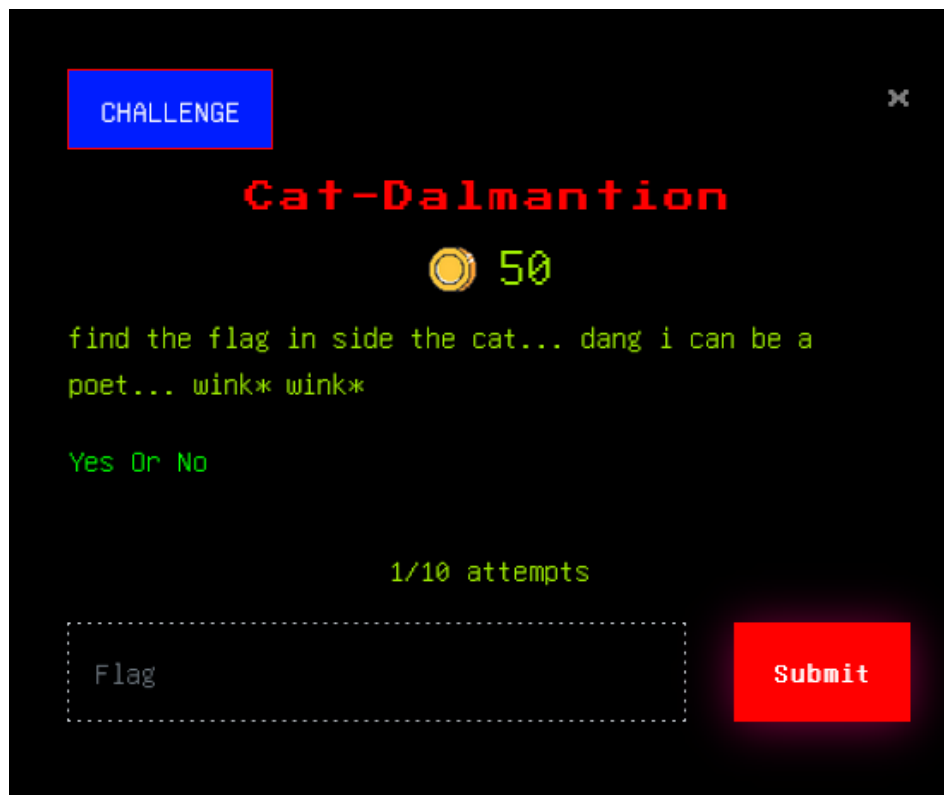 CHALLENGE
×
Cat-Dalmantion
50
find the flag in side the cat... dang i can be a
poet... wink* wink*
Yes Or No
1/10 attempts
Flag
Submit